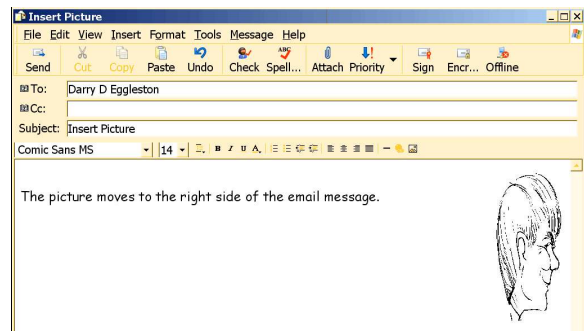 Insert Picture
File Edit View Insert Format Tools Message Help
Send Cut Copy Paste Undo Check Spell... Attach Priority Sign Encr... Offline
To: Darry D Eggleston
Cc:
Subject: Insert Picture
Comic Sans MS 14 B I U A
The picture moves to the right side of the email message.